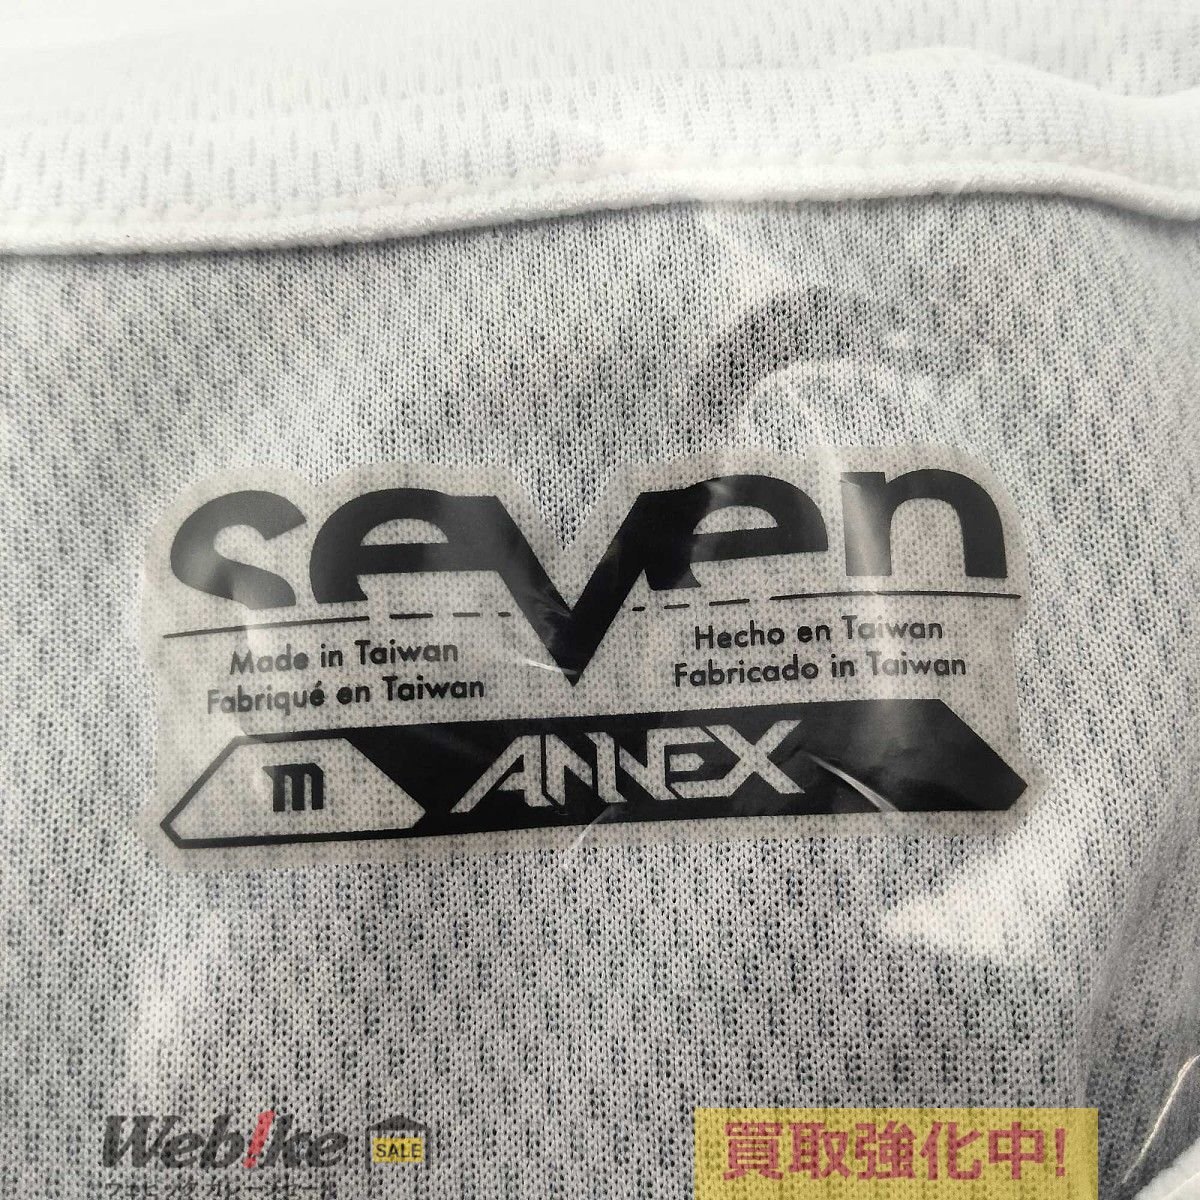 seven
Made in Taiwan
Fabriqué en Taiwan
Hecho en Taiwan
Fabricado in Taiwan
m
ANNEX
Web!ke
SALE
買取強化中!